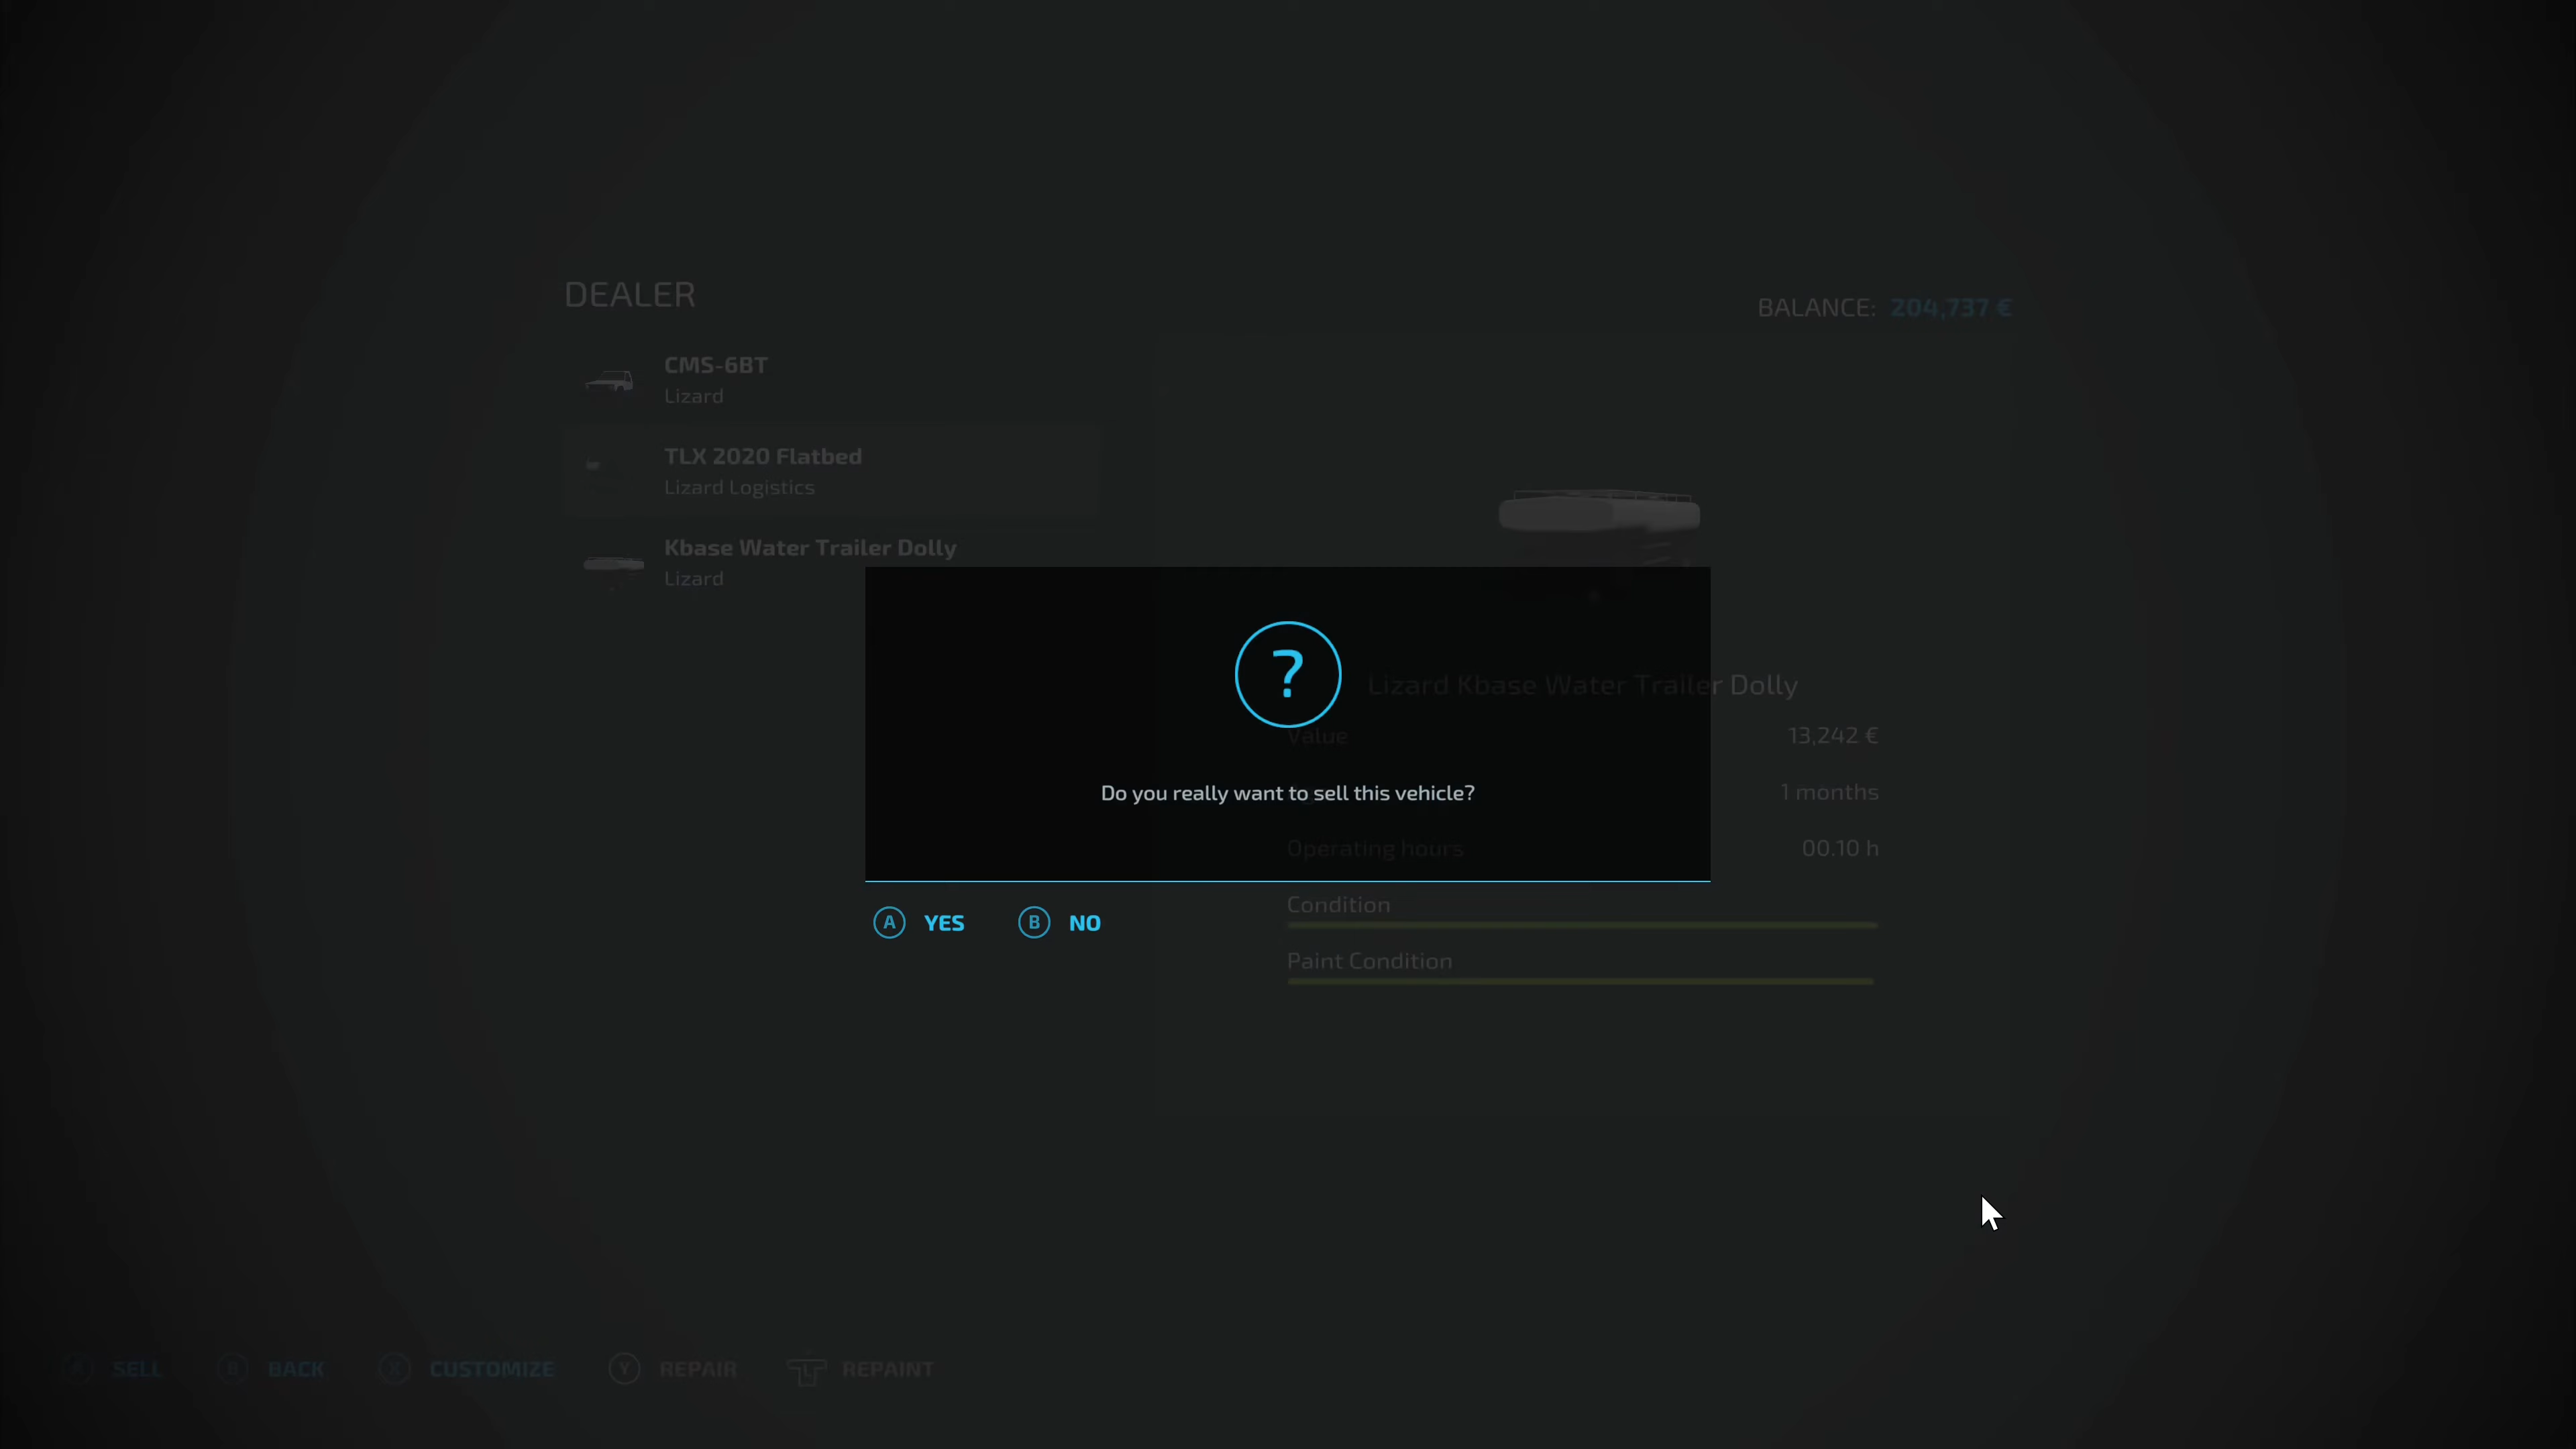 DEALER
BALANCE: 204,737 €
CMS-6BT
Lizard
TLX 2020 Flatbed
Lizard Logistics
Kbase Water Trailer Dolly
Lizard
?
Lizard Kbase Water Trailer Dolly
Value 13,242 €
Do you really want to sell this vehicle?
1 months
Operating hours 00.10 h
A YES B NO
Condition
Paint Condition
SELL B BACK CUSTOMIZE Y REPAIR L REPAINT